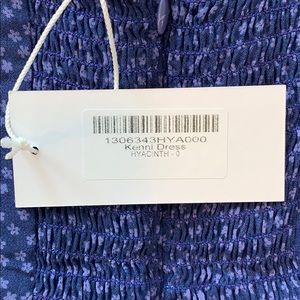 1306343HYA000
Kenni Dress
HYACINTH - 0